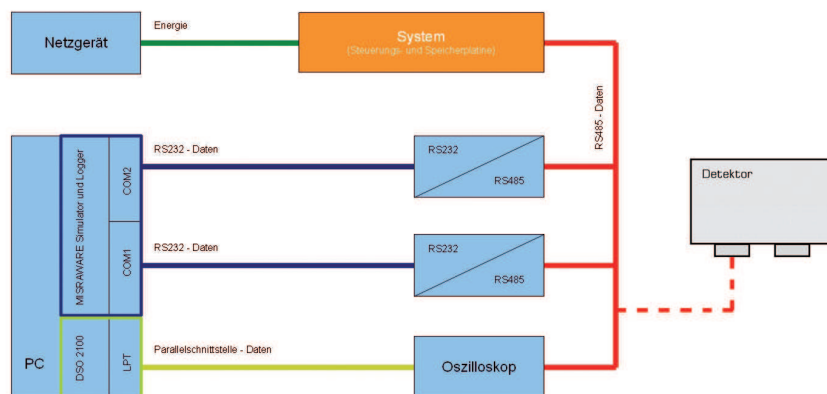 Netzgerät
Energie
System
(Steuerungs- und Speicherplatine)
RS485 - Daten
PC
MISRAWARE Simulator und Logger
COM2
RS232 - Daten
RS232
RS485
COM1
RS232 - Daten
RS232
RS485
DSO 2100
LPT
Parallelschnittstelle - Daten
Oszilloskop
Detektor